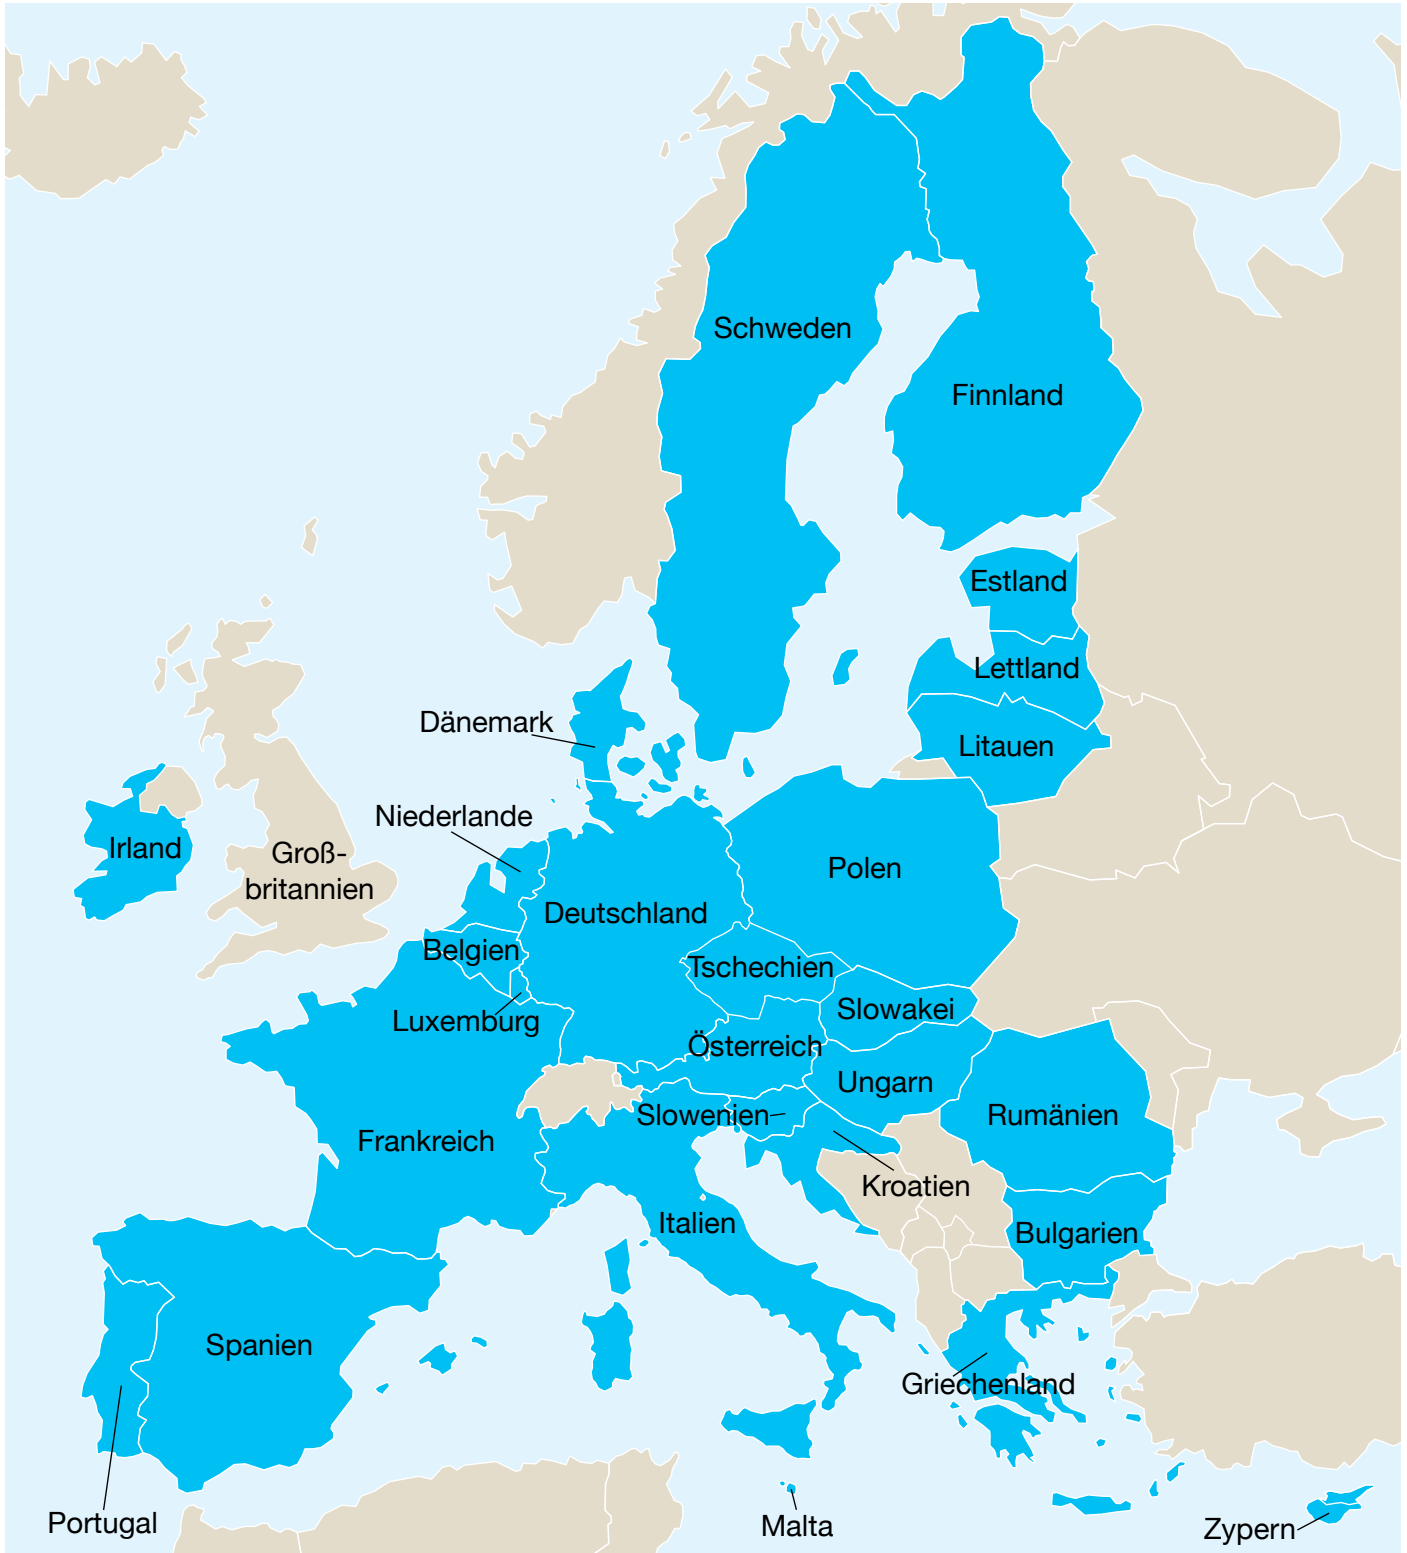 Schweden
Finnland
Estland
Lettland
Dänemark
Litauen
Niederlande
Irland
Groß-
britannien
Polen
Deutschland
Belgien
Tschechien
Luxemburg
Slowakei
Österreich
Ungarn
Slowenien
Rumänien
Frankreich
Kroatien
Italien
Bulgarien
Spanien
Griechenland
Portugal
Malta
Zypern